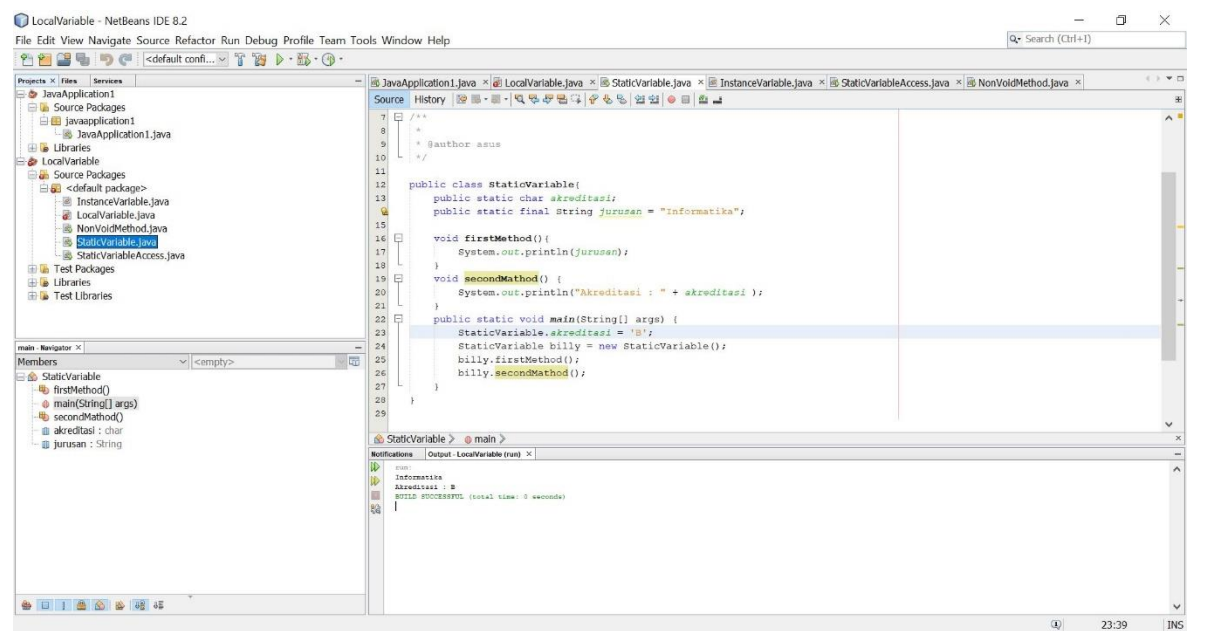 LocalVariable - NetBeans IDE 8.2
File Edit View Navigate Source Refactor Run Debug Profile Team Tools Window Help
Search (Ctrl+I)
<default confi...
Projects Files Services
JavaApplication1
Source Packages
javaapplication1
JavaApplication1.java
Libraries
LocalVariable
Source Packages
<default package>
InstanceVariable.java
LocalVariable.java
NonVoidMethod.java
StaticVariable.java
StaticVariableAccess.java
Test Packages
Libraries
Test Libraries
main - Navigator
Members <empty>
StaticVariable
firstMethod()
main(String[] args)
secondMathod()
akreditasi : char
jurusan : String
JavaApplication1.java LocalVariable.java StaticVariable.java InstanceVariable.java StaticVariableAccess.java NonVoidMethod.java
Source History
7 /**
8 *
9 * @author asus
10 */
11
12 public class StaticVariable{
13 public static char akreditasi;
public static final String jurusan = "Informatika";
15
16 void firstMethod(){
17 System.out.println(jurusan);
18 }
19 void secondMathod() {
20 System.out.println("Akreditasi : " + akreditasi );
21 }
22 public static void main(String[] args) {
23 StaticVariable.akreditasi = 'B';
24 StaticVariable billy = new StaticVariable();
25 billy.firstMethod();
26 billy.secondMathod();
27 }
28 }
29
StaticVariable main
Notifications Output - LocalVariable (run)
run:
Informatika
Akreditasi : B
BUILD SUCCESSFUL (total time: 0 seconds)
23:39 INS